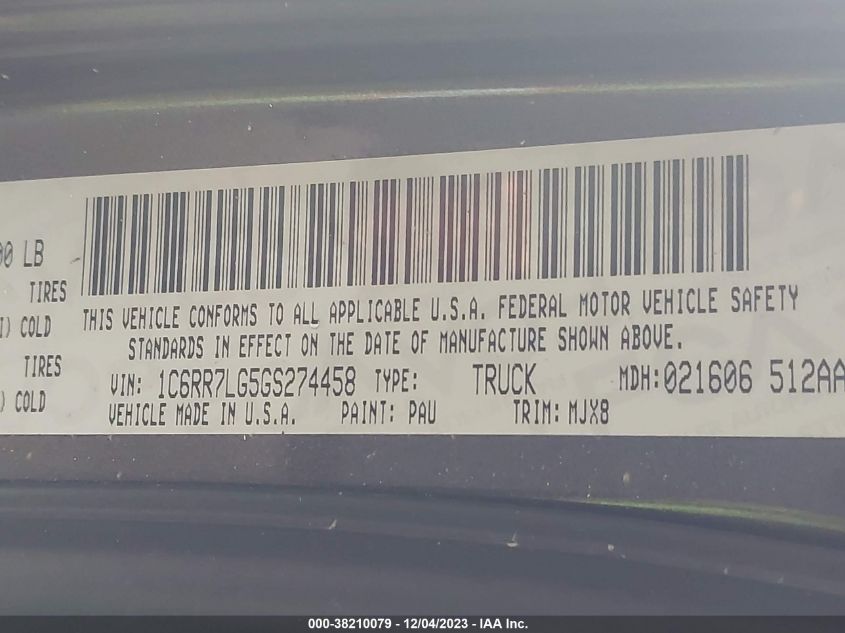 00 LB
TIRES
I) COLD
TIRES
) COLD
THIS VEHICLE CONFORMS TO ALL APPLICABLE U.S.A. FEDERAL MOTOR VEHICLE SAFETY
STANDARDS IN EFFECT ON THE DATE OF MANUFACTURE SHOWN ABOVE.
VIN: 1C6RR7LG5GS274458 TYPE: TRUCK MDH:021606 512AA
VEHICLE MADE IN U.S.A. PAINT: PAU TRIM: MJX8
000-38210079 - 12/04/2023 - IAA Inc.